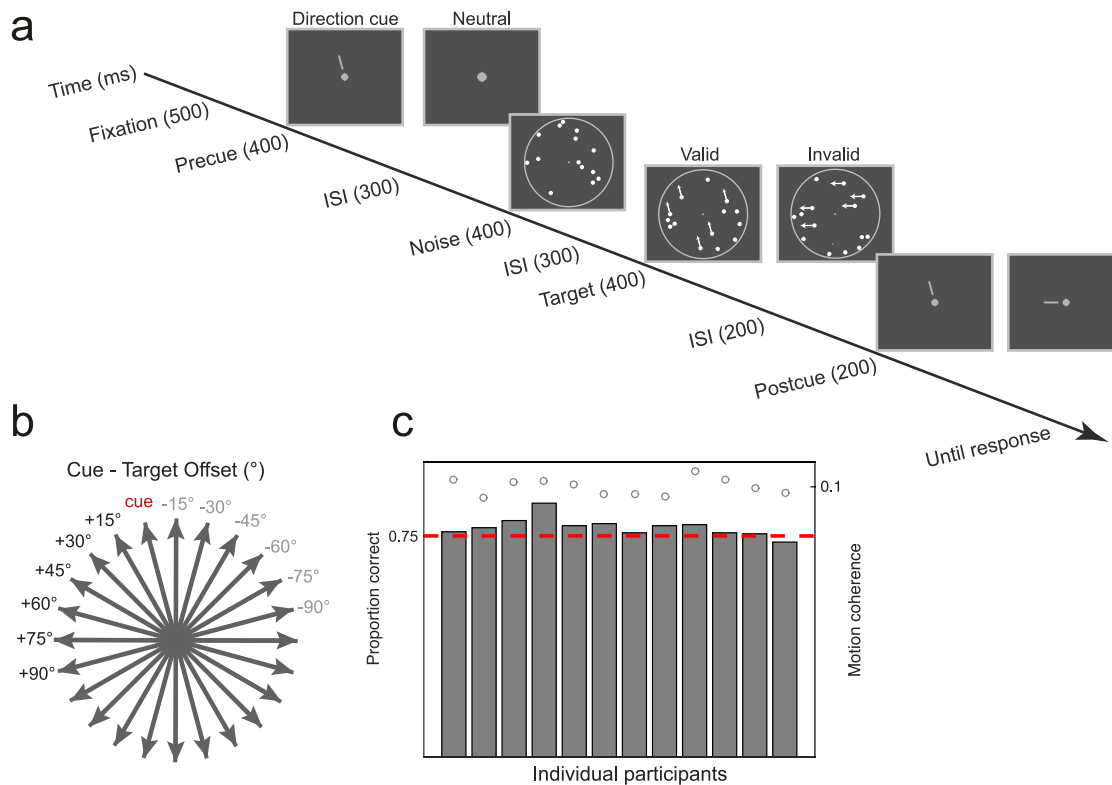 a
Direction cue
Neutral
Time (ms)
Fixation (500)
Precue (400)
ISI (300)
Noise (400)
Valid
Invalid
ISI (300)
Target (400)
ISI (200)
Postcue (200)
Until response
b
Cue - Target Offset (°)
cue
-15°
-30°
-45°
-60°
-75°
-90°
+15°
+30°
+45°
+60°
+75°
+90°
c
Proportion correct
0.75
0.1
Motion coherence
Individual participants